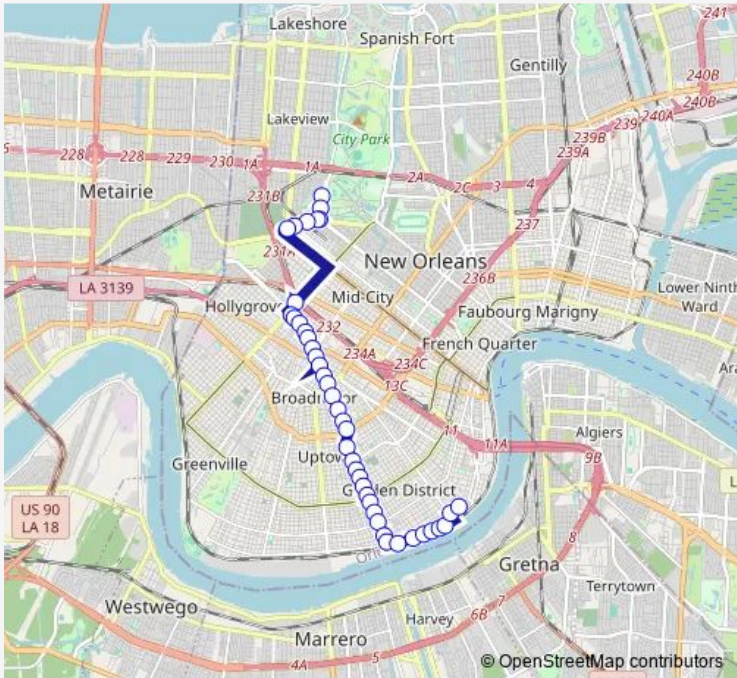 Lakeshore
241
Spanish Fort
Gentilly
240B
240B
Lakeview
239
240A
239B
City Park
228
228
229
230
1A
1A
239A
2A
2C
3
4
Metairie
231B
237
231A
New Orleans
236B
LA 3139
Lower Ninth
Ward
Hollygrove
Mid-City
Faubourg Marigny
232
French Quarter
234A
234C
13C
Algiers
11
11A
9B
Greenville
Garden District
US 90
LA 18
8
Gretna
Terrytown
Westwego
7
Harvey
6B
Marrero
5
4A
© OpenStreetMap contributors